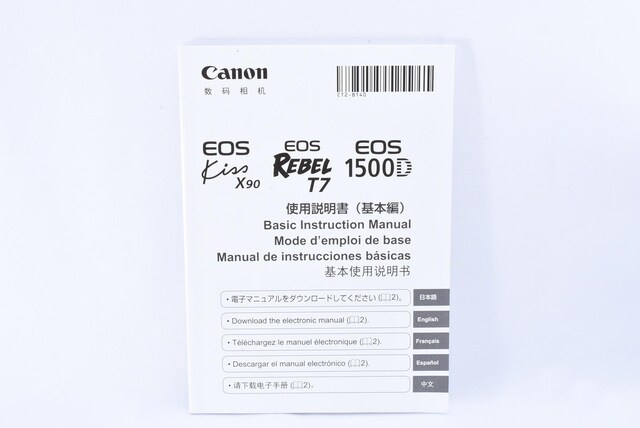 Canon
数码相机
CT2-B140
EOS Kiss X90
EOS REBEL T7
EOS 1500D
使用説明書（基本編）
Basic Instruction Manual
Mode d'emploi de base
Manual de instrucciones básicas
基本使用说明书
・電子マニュアルをダウンロードしてください(📖2)。 日本語
• Download the electronic manual (📖2). English
• Téléchargez le manuel électronique (📖2). Français
• Descargar el manual electrónico (📖2). Español
• 请下载电子手册(📖2)。 中文